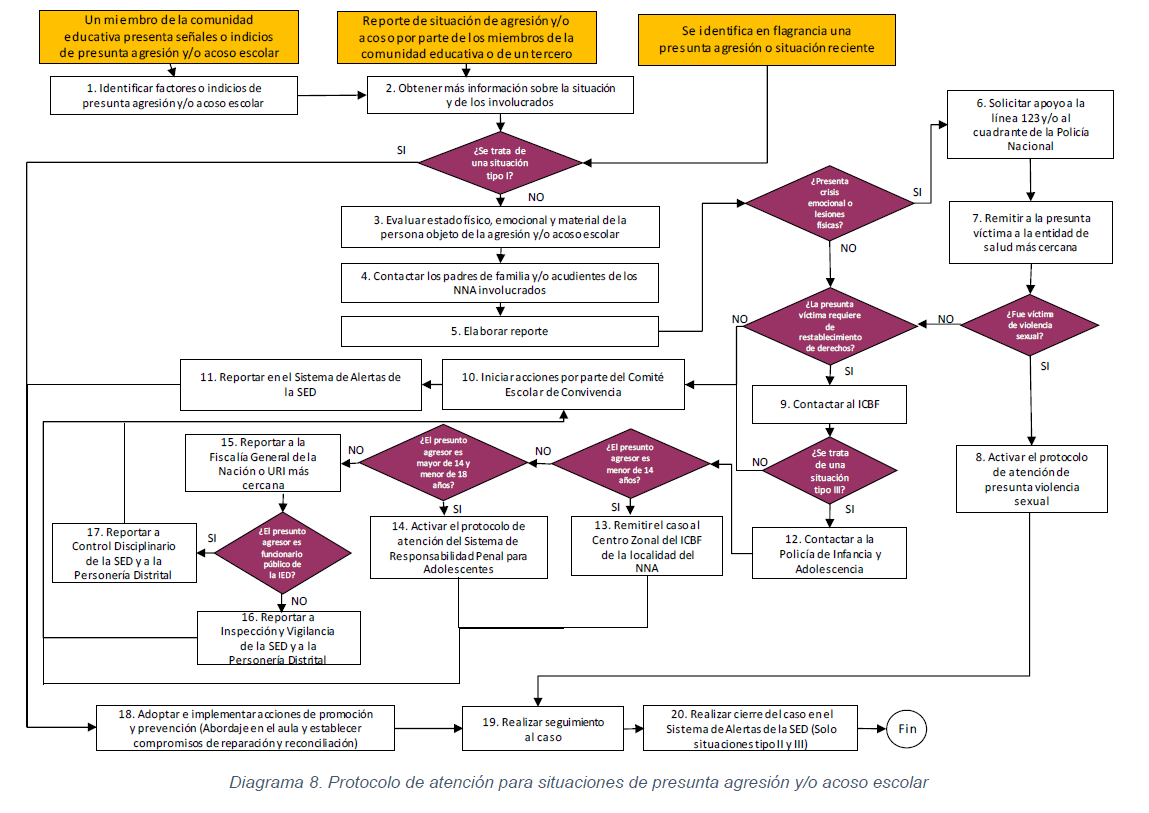 Un miembro de la comunidad
educativa presenta señales o indicios
de presunta agresión y/o acoso escolar
Reporte de situación de agresión y/o
acoso por parte de los miembros de la
comunidad educativa o de un tercero
Se identifica en flagrancia una
presunta agresión o situación reciente
1. Identificar factores o indicios de
presunta agresión y/o acoso escolar
2. Obtener más información sobre la situación
y de los involucrados
6. Solicitar apoyo a la
línea 123 y/o al
cuadrante de la Policía
Nacional
SI
¿Se trata de
una situación
tipo I?
NO
¿Presenta
crisis
emocional o
lesiones
físicas?
SI
NO
3. Evaluar estado físico, emocional y material de la
persona objeto de la agresión y/o acoso escolar
7. Remitir a la presunta
víctima a la entidad de
salud más cercana
4. Contactar los padres de familia y/o acudientes de los
NNA involucrados
5. Elaborar reporte
NO
¿La presunta
víctima requiere
de
restablecimiento
de derechos?
SI
NO
¿Fue víctima
de violencia
sexual?
SI
11. Reportar en el Sistema de Alertas de
la SED
10. Iniciar acciones por parte del Comité
Escolar de Convivencia
9. Contactar al ICBF
15. Reportar a la
Fiscalía General de la
Nación o URI más
cercana
NO
¿El presunto
agresor es
mayor de 14 y
menor de 18
años?
SI
NO
¿El presunto
agresor es
menor de 14
años?
SI
NO
¿Se trata
de una
situación
tipo III?
SI
8. Activar el protocolo
de atención de
presunta violencia
sexual
17. Reportar a
Control Disciplinario
de la SED y a la
Personería Distrital
SI
¿El presunto
agresor es
funcionario
público de
la IED?
NO
14. Activar el protocolo de
atención del Sistema de
Responsabilidad Penal para
Adolescentes
13. Remitir el caso al
Centro Zonal del ICBF
de la localidad del
NNA
12. Contactar a la
Policía de Infancia y
Adolescencia
16. Reportar a
Inspección y Vigilancia
de la SED y a la
Personería Distrital
18. Adoptar e implementar acciones de promoción
y prevención (Abordaje en el aula y establecer
compromisos de reparación y reconciliación)
19. Realizar seguimiento
al caso
20. Realizar cierre del caso en el
Sistema de Alertas de la SED (Solo
situaciones tipo II y III)
Fin
Diagrama 8. Protocolo de atención para situaciones de presunta agresión y/o acoso escolar